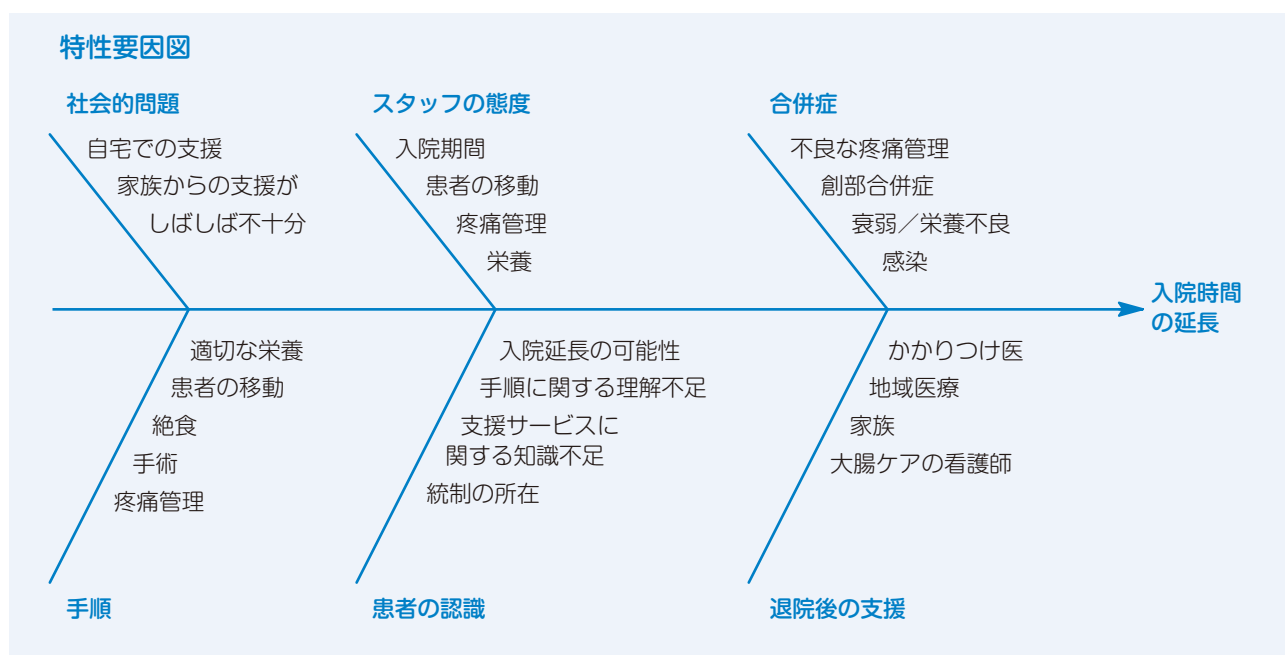 特性要因図
社会的問題
自宅での支援
家族からの支援が
しばしば不十分
スタッフの態度
入院期間
患者の移動
疼痛管理
栄養
合併症
不良な疼痛管理
創部合併症
衰弱／栄養不良
感染
入院時間
の延長
適切な栄養
患者の移動
絶食
手術
疼痛管理
手順
入院延長の可能性
手順に関する理解不足
支援サービスに
関する知識不足
統制の所在
患者の認識
かかりつけ医
地域医療
家族
大腸ケアの看護師
退院後の支援